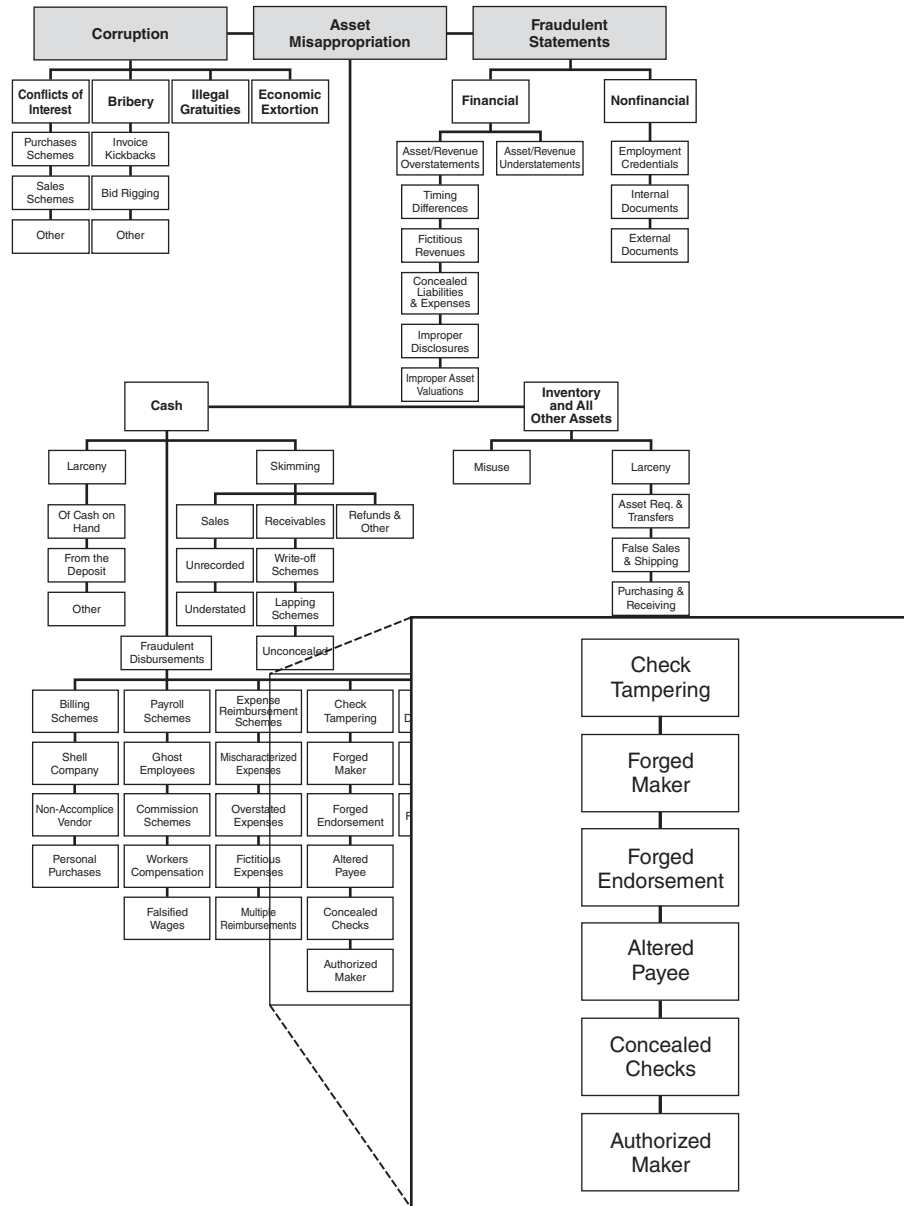 Corruption
Asset
Misappropriation
Fraudulent
Statements
Conflicts of
Interest
Bribery
Illegal
Gratuities
Economic
Extortion
Purchases
Schemes
Sales
Schemes
Other
Invoice
Kickbacks
Bid Rigging
Other
Financial
Nonfinancial
Asset/Revenue
Overstatements
Asset/Revenue
Understatements
Timing
Differences
Fictitious
Revenues
Concealed
Liabilities
& Expenses
Improper
Disclosures
Improper Asset
Valuations
Employment
Credentials
Internal
Documents
External
Documents
Cash
Inventory
and All
Other Assets
Larceny
Of Cash on
Hand
From the
Deposit
Other
Skimming
Sales
Unrecorded
Understated
Receivables
Write-off
Schemes
Lapping
Schemes
Unconcealed
Refunds &
Other
Misuse
Larceny
Asset Req. &
Transfers
False Sales
& Shipping
Purchasing &
Receiving
Fraudulent
Disbursements
Billing
Schemes
Shell
Company
Non-Accomplice
Vendor
Personal
Purchases
Payroll
Schemes
Ghost
Employees
Commission
Schemes
Workers
Compensation
Falsified
Wages
Expense
Reimbursement
Schemes
Mischaracterized
Expenses
Overstated
Expenses
Fictitious
Expenses
Multiple
Reimbursements
Check
Tampering
Forged
Maker
Forged
Endorsement
Altered
Payee
Concealed
Checks
Authorized
Maker
Check
Tampering
Forged
Maker
Forged
Endorsement
Altered
Payee
Concealed
Checks
Authorized
Maker